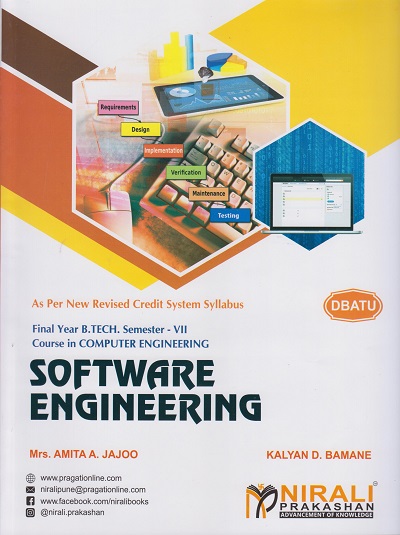 Requirements
Design
Implementation
Verification
Maintenance
Testing
As Per New Revised Credit System Syllabus
DBATU
Final Year B.TECH. Semester - VII
Course in COMPUTER ENGINEERING
SOFTWARE
ENGINEERING
Mrs. AMITA A. JAJOO
KALYAN D. BAMANE
www.pragationline.com
niralipune@pragationline.com
www.facebook.com/niralibooks
@nirali.prakashan
NIRALI
PRAKASHAN
ADVANCEMENT OF KNOWLEDGE